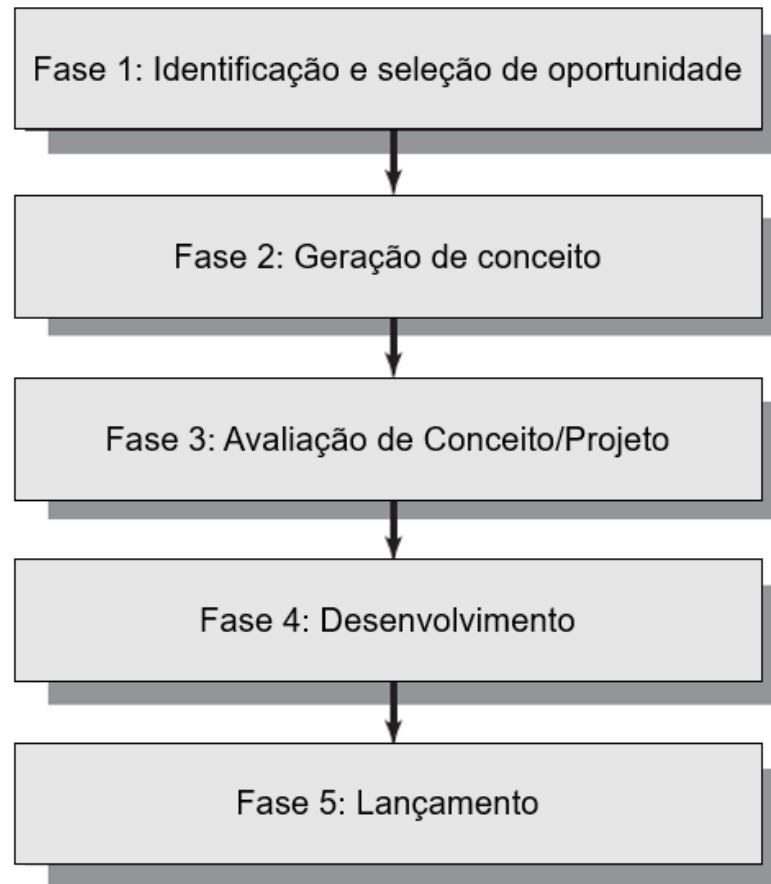 Fase 1: Identificação e seleção de oportunidade
Fase 2: Geração de conceito
Fase 3: Avaliação de Conceito/Projeto
Fase 4: Desenvolvimento
Fase 5: Lançamento